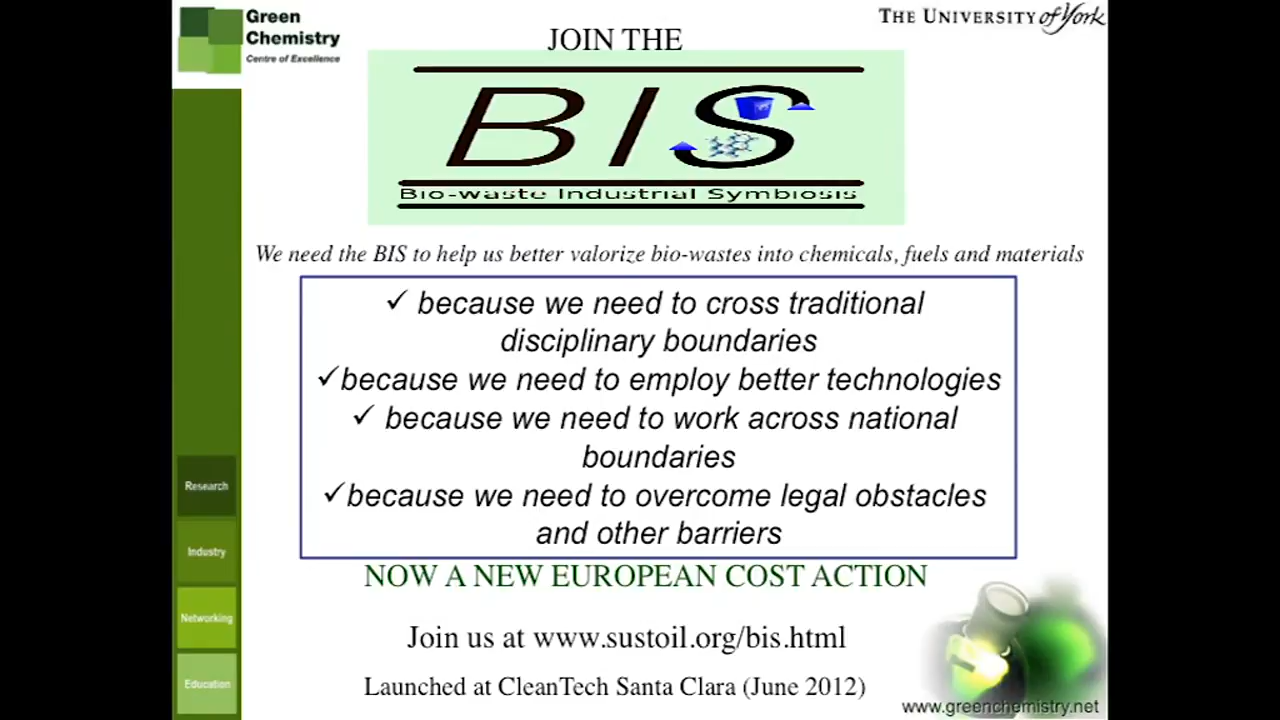 Green
Chemistry
Centre of Excellence
THE UNIVERSITY of York
JOIN THE
BIS
Bio-waste Industrial Symbiosis
We need the BIS to help us better valorize bio-wastes into chemicals, fuels and materials
✓ because we need to cross traditional
disciplinary boundaries
✓because we need to employ better technologies
✓ because we need to work across national
boundaries
✓because we need to overcome legal obstacles
and other barriers
NOW A NEW EUROPEAN COST ACTION
Join us at www.sustoil.org/bis.html
Launched at CleanTech Santa Clara (June 2012)
Research
Industry
Networking
Education
www.greenchemistry.net